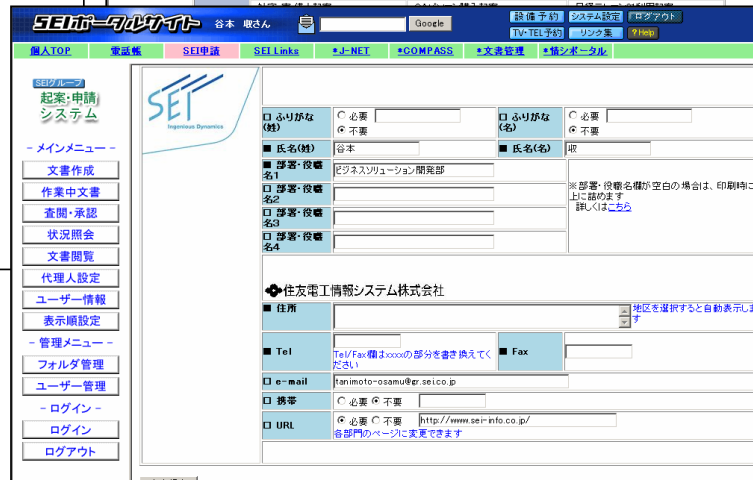 SEIポータルサイト 谷本 収さん Google 設備予約 システム設定 ログアウト
TV・TEL予約 リンク集 ?Help
個人TOP 電話帳 SEI申請 SEI Links *J-NET *COMPASS *文書管理 *情シポータル
SEIグループ
起案・申請
システム
- メインメニュー -
文書作成
作業中文書
査閲・承認
状況照会
文書閲覧
代理人設定
ユーザー情報
表示順設定
- 管理メニュー -
フォルダ管理
ユーザー管理
- ログイン -
ログイン
ログアウト
SEI
Ingenious Dynamics
□ ふりがな(姓) 必要 不要 □ ふりがな(名) 必要 不要
■ 氏名(姓) 谷本 ■ 氏名(名) 収
■ 部署・役職名1 ビジネスソリューション開発部
□ 部署・役職名2
□ 部署・役職名3
□ 部署・役職名4
※部署・役職名欄が空白の場合は、印刷時に
上に詰めます
詳しくはこちら
住友電工情報システム株式会社
■ 住所 地区を選択すると自動表示しま
す
■ Tel Tel/Fax欄はxxxxの部分を書き換えてく
ださい ■ Fax
□ e-mail tanimoto-osamu@gr.sei.co.jp
□ 携帯 必要 不要
□ URL 必要 不要 http://www.sei-info.co.jp/
各部門のページに変更できます